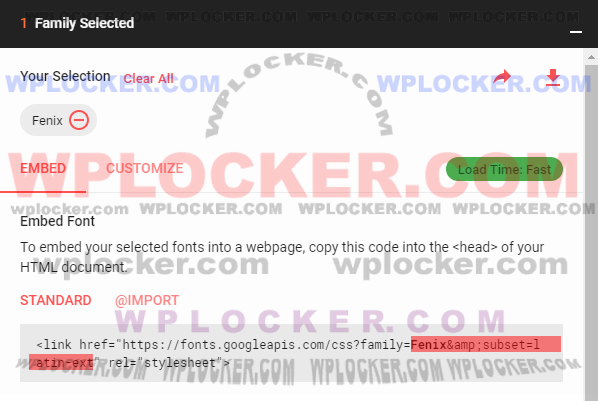 1 Family Selected
WPLOCKER.COM
Your Selection Clear All
WPLOCKER.COM WPLOCKER.COM
Fenix
WPLOCKER.COM
EMBED CUSTOMIZE Load Time: Fast
wplocker.com WPLOCKER.COM WPLOCKER.COM wplocker.com
Embed Font
To embed your selected fonts into a webpage, copy this code into the <head> of your
HTML document.
wplocker.com wplocker.com
STANDARD @IMPORT
WPLOCKER.COM
<link href="https://fonts.googleapis.com/css?family=Fenix&amp;subset=l
atin-ext" rel="stylesheet">
WPLOCKER.COM WPLOCKER.COM WPLOCKER.COM WPLOCKER.COM